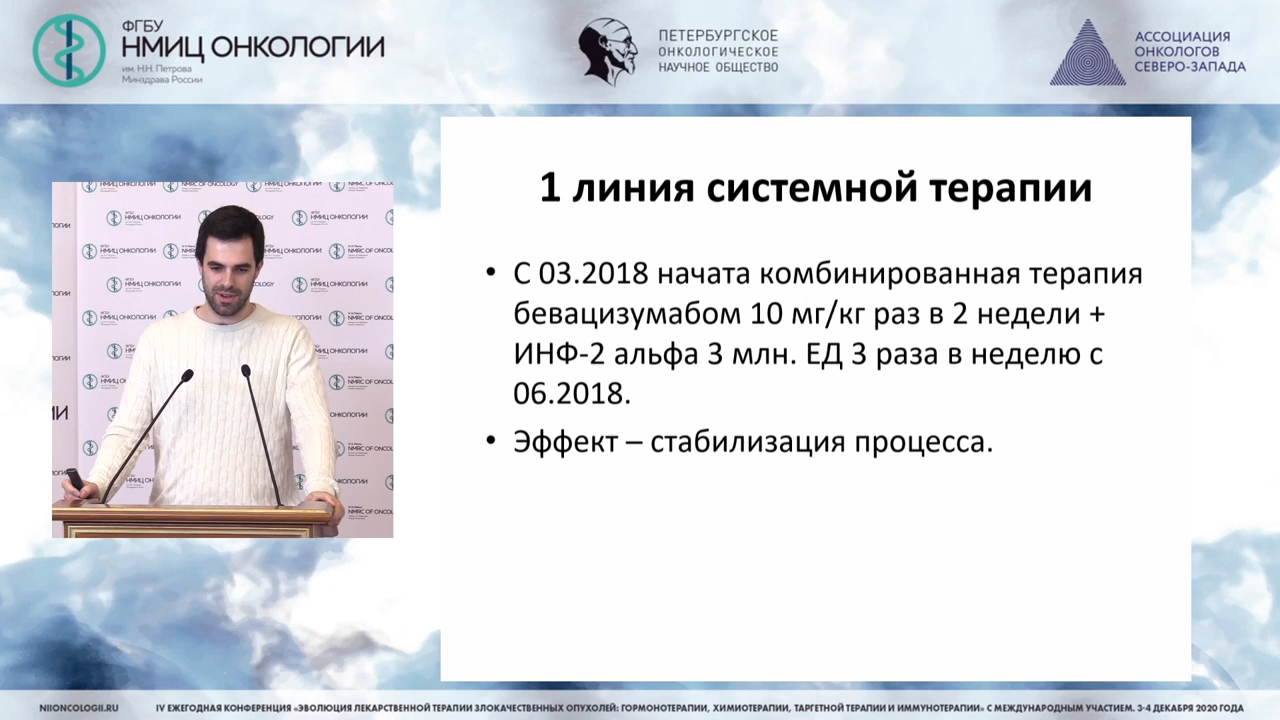 ФГБУ
НМИЦ ОНКОЛОГИИ
им. Н.Н. Петрова
Минздрава России
ПЕТЕРБУРГСКОЕ
ОНКОЛОГИЧЕСКОЕ
НАУЧНОЕ ОБЩЕСТВО
АССОЦИАЦИЯ
ОНКОЛОГОВ
СЕВЕРО-ЗАПАДА
1 линия системной терапии
• С 03.2018 начата комбинированная терапия
бевацизумабом 10 мг/кг раз в 2 недели +
ИНФ-2 альфа 3 млн. ЕД 3 раза в неделю с
06.2018.
• Эффект – стабилизация процесса.
NIIONCOLOGII.RU
IV ЕЖЕГОДНАЯ КОНФЕРЕНЦИЯ «ЭВОЛЮЦИЯ ЛЕКАРСТВЕННОЙ ТЕРАПИИ ЗЛОКАЧЕСТВЕННЫХ ОПУХОЛЕЙ: ГОРМОНОТЕРАПИИ, ХИМИОТЕРАПИИ, ТАРГЕТНОЙ ТЕРАПИИ И ИММУНОТЕРАПИИ» С МЕЖДУНАРОДНЫМ УЧАСТИЕМ. 3-4 ДЕКАБРЯ 2020 ГОДА